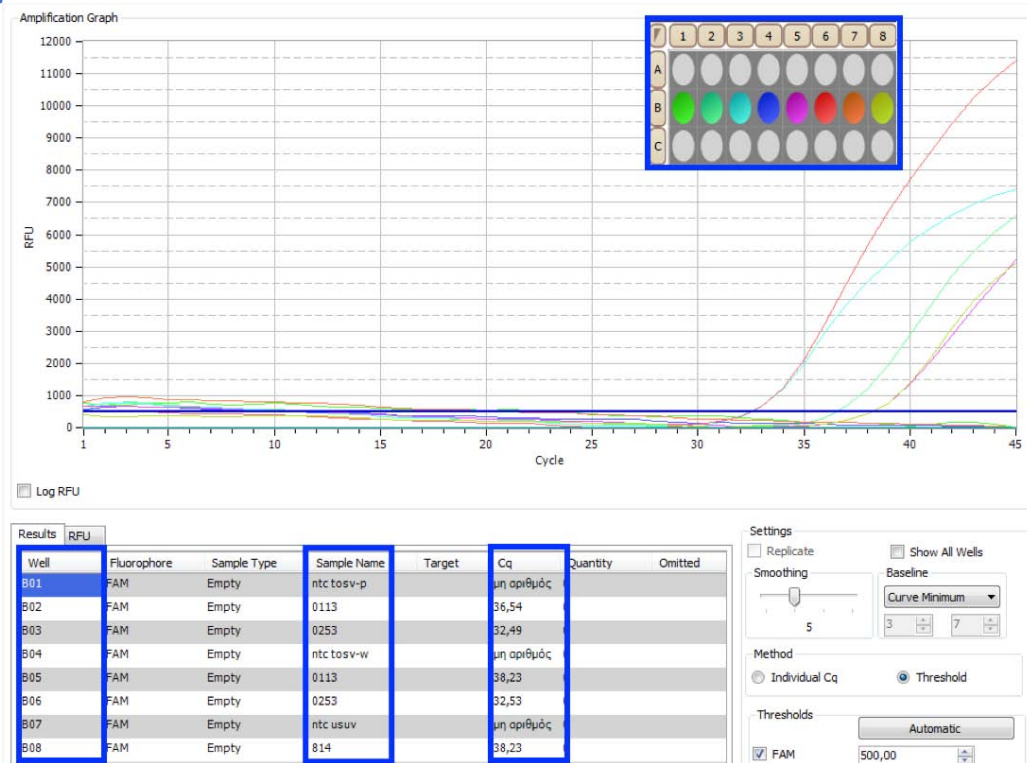 Amplification Graph
1 2 3 4 5 6 7 8
A
B
C
12000
11000
10000
9000
8000
7000
6000
5000
4000
3000
2000
1000
0
RFU
1 5 10 15 20 25 30 35 40 45
Cycle
Log RFU
Results RFU
Well Fluorophore Sample Type Sample Name Target Cq Quantity Omitted
B01 FAM Empty ntc tosv-p μη αριθμός
B02 FAM Empty 0113 36,54
B03 FAM Empty 0253 32,49
B04 FAM Empty ntc tosv-w μη αριθμός
B05 FAM Empty 0113 38,23
B06 FAM Empty 0253 32,53
B07 FAM Empty ntc usuv μη αριθμός
B08 FAM Empty 814 38,23
Settings
Replicate Show All Wells
Smoothing Baseline
Curve Minimum
5 3 7
Method
Individual Cq Threshold
Thresholds
Automatic
FAM 500,00